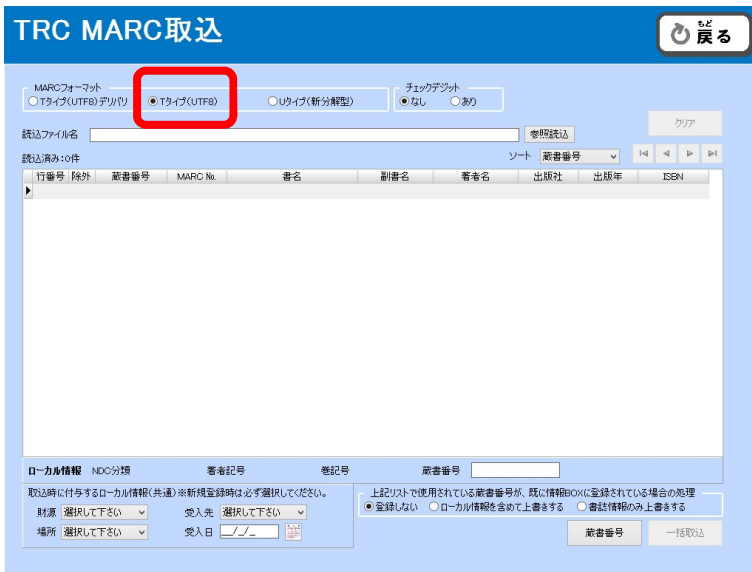 TRC MARC取込
もど
戻る
MARCフォーマット
Tタイプ(UTF8)デリバリ Tタイプ(UTF8) Uタイプ(新分解型)
チェックデジット
なし あり
クリア
読込ファイル名 参照読込
読込済み:0件 ソート 蔵書番号
行番号 除外 蔵書番号 MARC No. 書名 副書名 著者名 出版社 出版年 ISBN
ローカル情報 NDC分類 著者記号 巻記号 蔵書番号
取込時に付与するローカル情報(共通)※新規登録時は必ず選択してください。
財源 選択して下さい 受入先 選択して下さい
場所 選択して下さい 受入日 __/_/_
上記リストで使用されている蔵書番号が、既に情報BOXに登録されている場合の処理
登録しない ローカル情報を含めて上書きする 書誌情報のみ上書きする
蔵書番号 一括取込